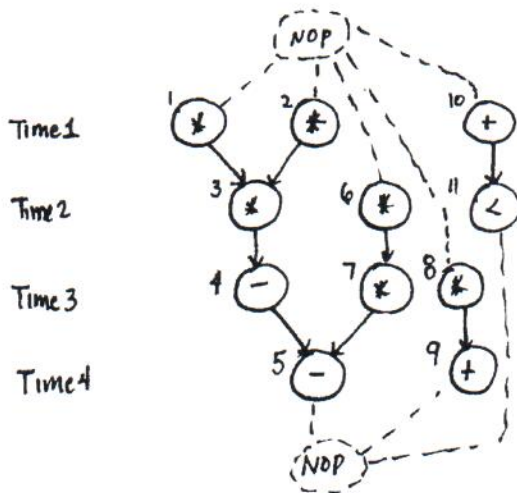 NOP
1 * 2 * 10 +
Time 1
3 * 6 * 11 <
Time 2
4 - 7 * 8 *
Time 3
5 - 9 +
Time 4
NOP